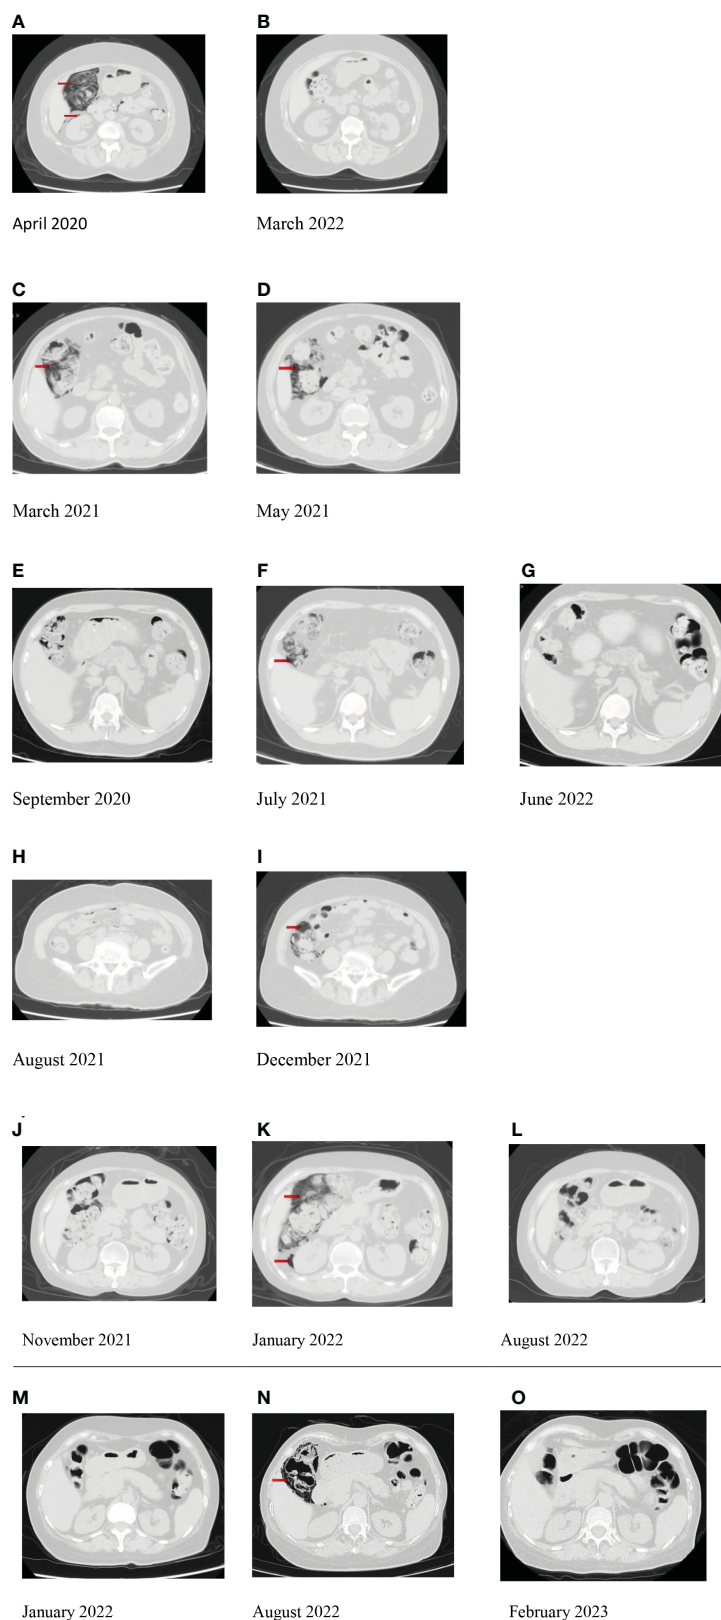 A B
April 2020 March 2022
C D
March 2021 May 2021
E F G
September 2020 July 2021 June 2022
H I
August 2021 December 2021
J K L
November 2021 January 2022 August 2022
M N O
January 2022 August 2022 February 2023